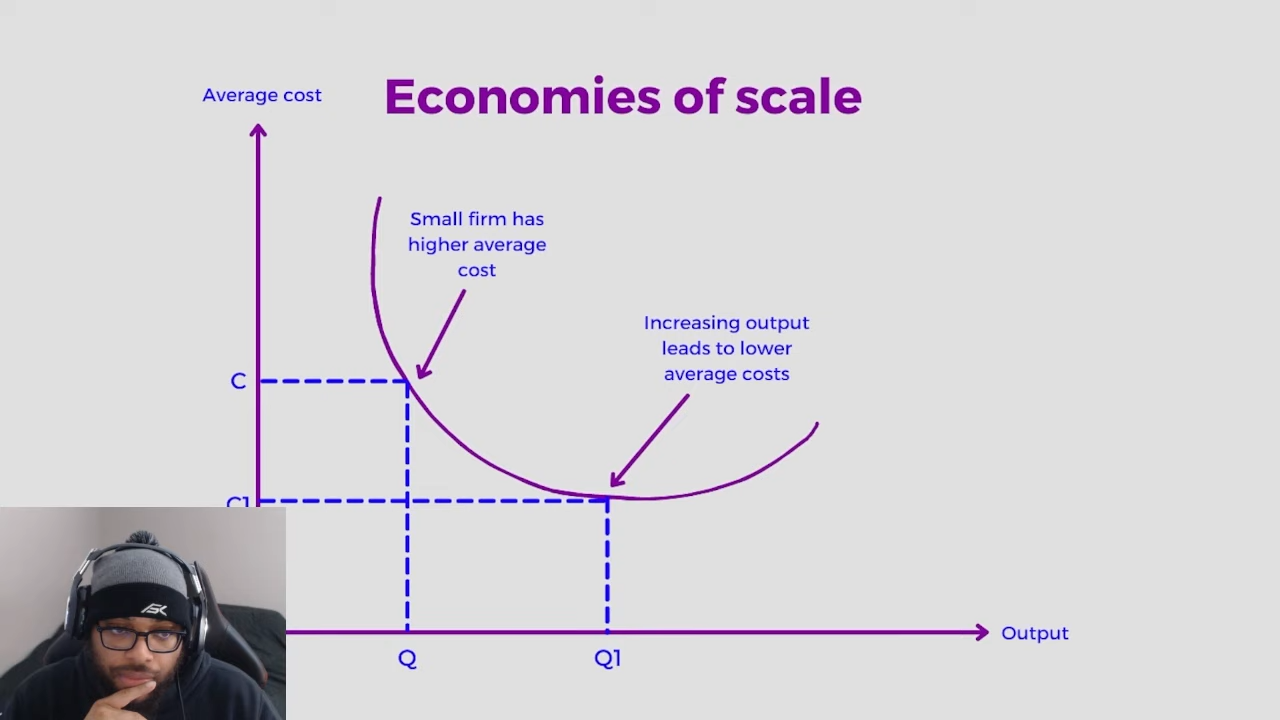 Economies of scale
Average cost
Small firm has
higher average
cost
Increasing output
leads to lower
average costs
C
C1
Output
Q
Q1